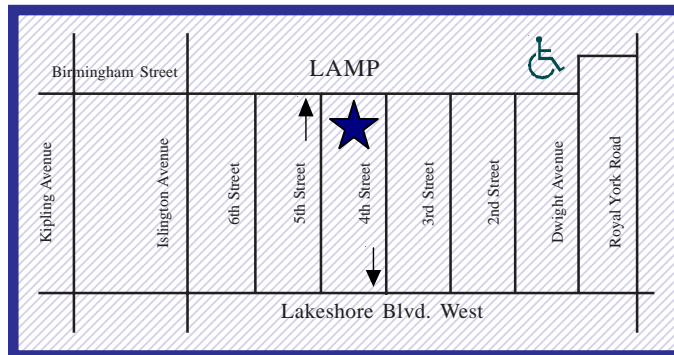 LAMP
Birmingham Street
Kipling Avenue
Islington Avenue
6th Street
5th Street
4th Street
3rd Street
2nd Street
Dwight Avenue
Royal York Road
Lakeshore Blvd. West